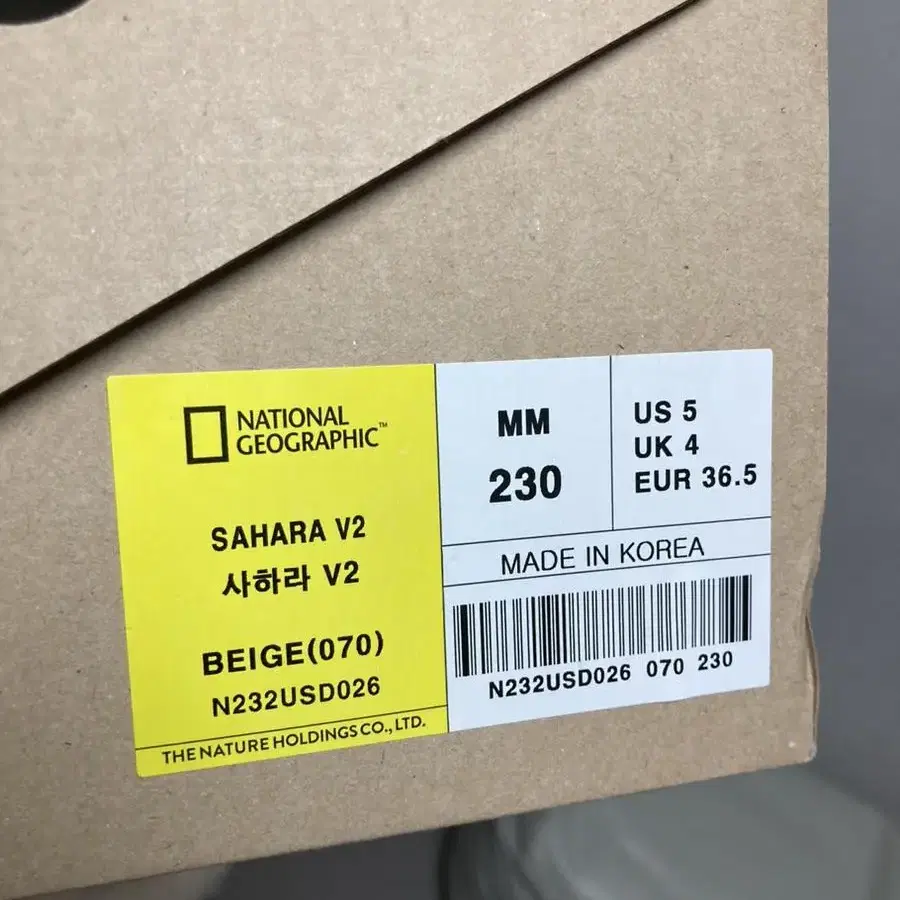 NATIONAL
GEOGRAPHIC™
SAHARA V2
사하라 V2
BEIGE(070)
N232USD026
THE NATURE HOLDINGS CO., LTD.
MM
230
US 5
UK 4
EUR 36.5
MADE IN KOREA
N232USD026 070 230